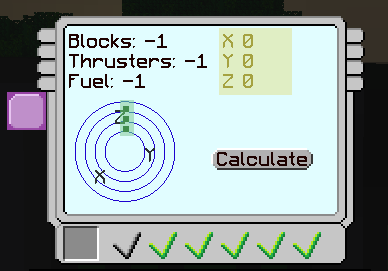 Blocks: -1
X 0
Thrusters: -1
Y 0
Fuel: -1
Z 0
Z
Y
X
Calculate